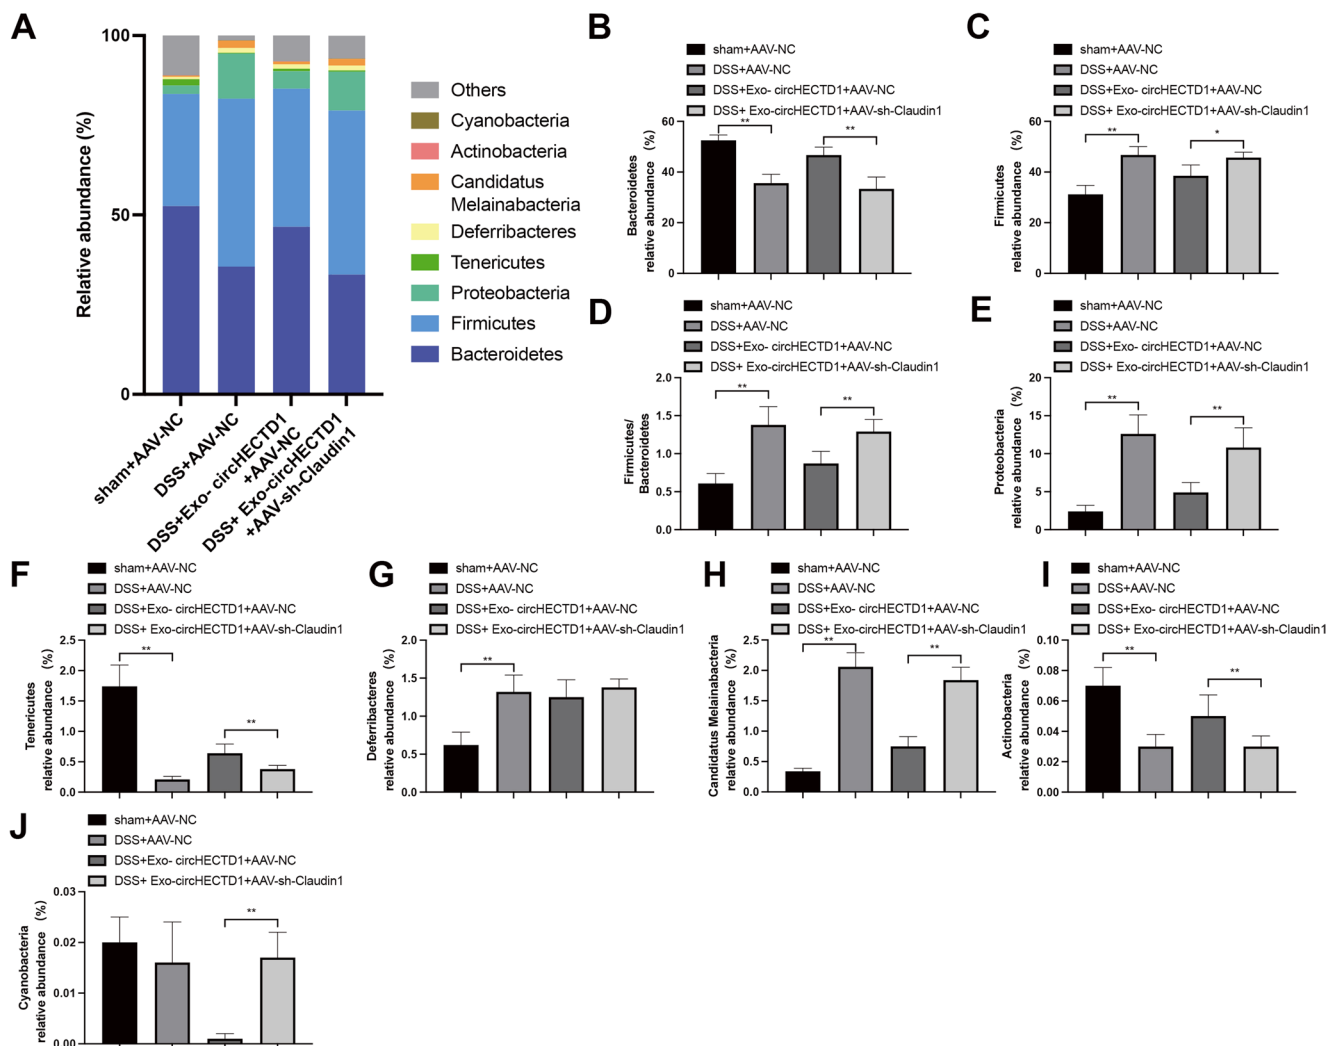 A
Relative abundance (%)
100
50
0
sham+AAV-NC
DSS+AAV-NC
DSS+Exo- circHECTD1
+AAV-NC
DSS+ Exo-circHECTD1
+AAV-sh-Claudin1
Others
Cyanobacteria
Actinobacteria
Candidatus
Melainabacteria
Deferribacteres
Tenericutes
Proteobacteria
Firmicutes
Bacteroidetes
B
sham+AAV-NC
DSS+AAV-NC
DSS+Exo- circHECTD1+AAV-NC
DSS+ Exo-circHECTD1+AAV-sh-Claudin1
Bacteroidetes
relative abundance (%)
60
40
20
0
**
**
C
sham+AAV-NC
DSS+AAV-NC
DSS+Exo- circHECTD1+AAV-NC
DSS+ Exo-circHECTD1+AAV-sh-Claudin1
Firmicutes
relative abundance (%)
60
40
20
0
**
*
D
sham+AAV-NC
DSS+AAV-NC
DSS+Exo- circHECTD1+AAV-NC
DSS+ Exo-circHECTD1+AAV-sh-Claudin1
Firmicutes/
Bacteroidetes
2.0
1.5
1.0
0.5
0.0
**
**
E
sham+AAV-NC
DSS+AAV-NC
DSS+Exo- circHECTD1+AAV-NC
DSS+ Exo-circHECTD1+AAV-sh-Claudin1
Proteobacteria
relative abundance (%)
20
15
10
5
0
**
**
F
sham+AAV-NC
DSS+AAV-NC
DSS+Exo- circHECTD1+AAV-NC
DSS+ Exo-circHECTD1+AAV-sh-Claudin1
Tenericutes
relative abundance (%)
2.5
2.0
1.5
1.0
0.5
0.0
**
**
G
sham+AAV-NC
DSS+AAV-NC
DSS+Exo- circHECTD1+AAV-NC
DSS+ Exo-circHECTD1+AAV-sh-Claudin1
Deferribacteres
relative abundance (%)
2.0
1.5
1.0
0.5
0.0
**
H
sham+AAV-NC
DSS+AAV-NC
DSS+Exo- circHECTD1+AAV-NC
DSS+ Exo-circHECTD1+AAV-sh-Claudin1
Candidatus Melainabacteria
relative abundance (%)
2.5
2.0
1.5
1.0
0.5
0.0
**
**
I
sham+AAV-NC
DSS+AAV-NC
DSS+Exo- circHECTD1+AAV-NC
DSS+ Exo-circHECTD1+AAV-sh-Claudin1
Actinobacteria
relative abundance (%)
0.10
0.08
0.06
0.04
0.02
0.00
**
**
J
sham+AAV-NC
DSS+AAV-NC
DSS+Exo- circHECTD1+AAV-NC
DSS+ Exo-circHECTD1+AAV-sh-Claudin1
Cyanobacteria
relative abundance (%)
0.03
0.02
0.01
0.00
**